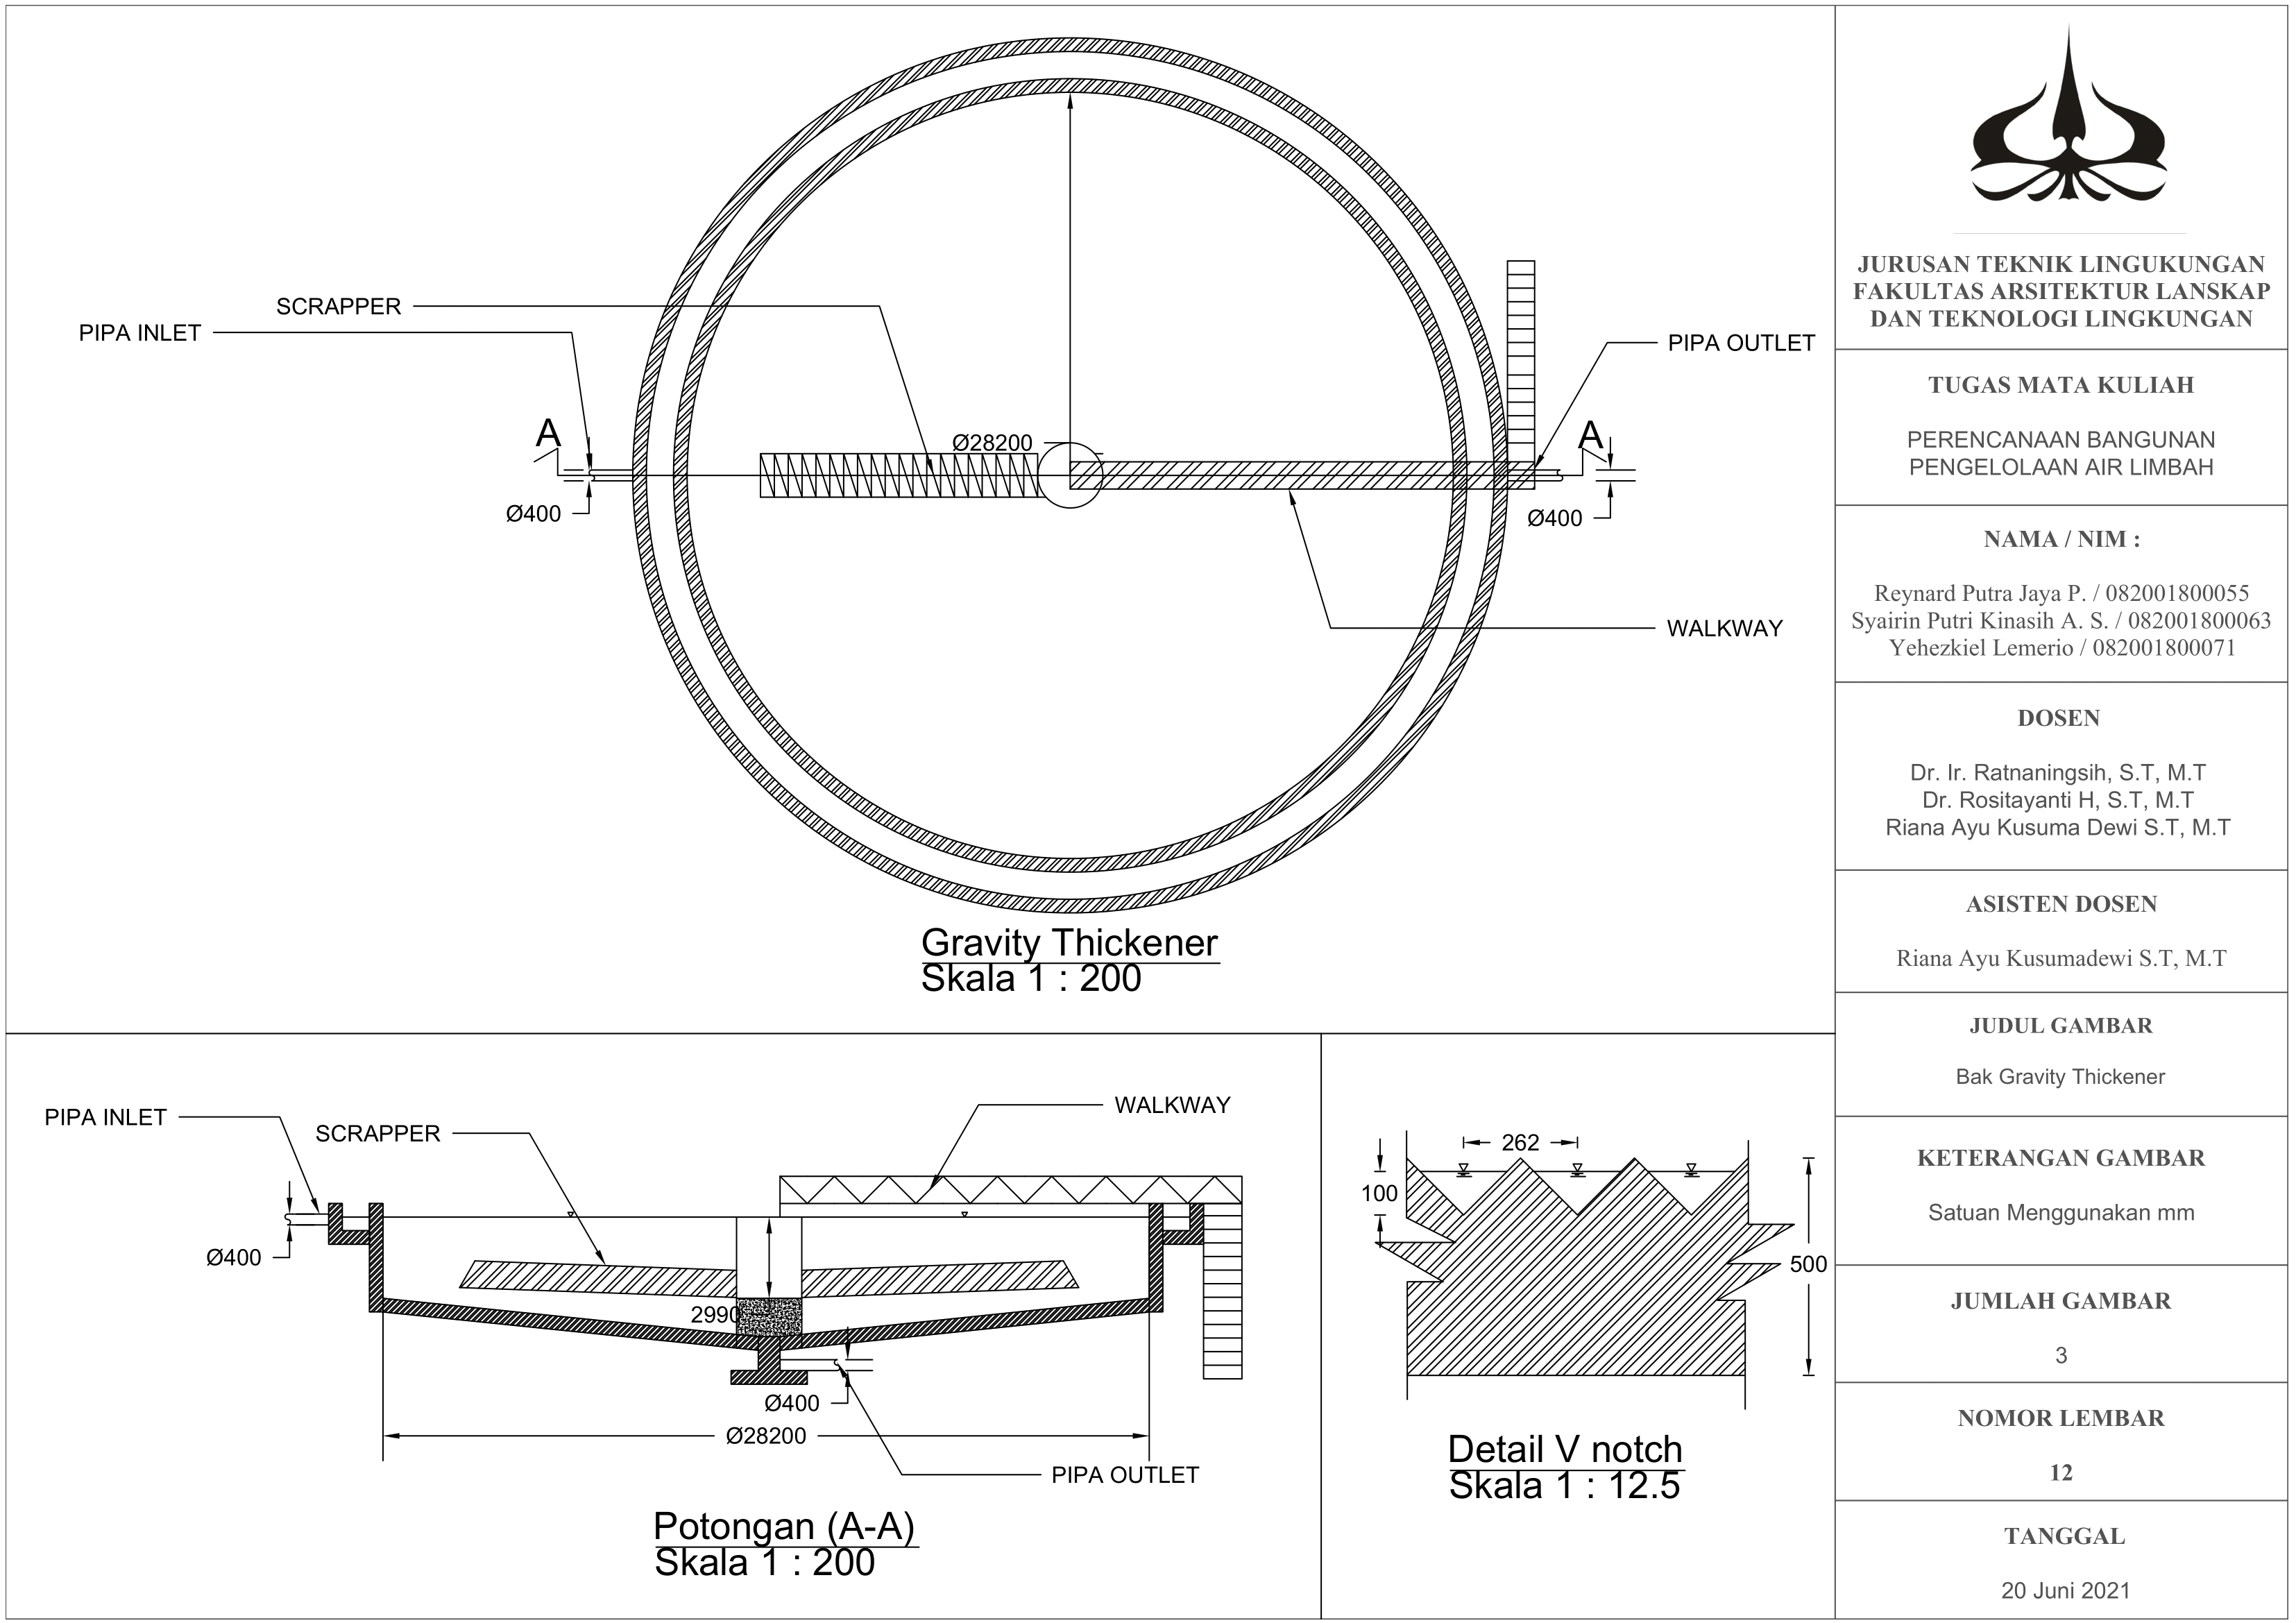 SCRAPPER
PIPA INLET
PIPA OUTLET
A
A
Ø28200
Ø400
Ø400
WALKWAY
Gravity Thickener
Skala 1 : 200
PIPA INLET
SCRAPPER
WALKWAY
Ø400
2990
Ø400
Ø28200
PIPA OUTLET
Potongan (A-A)
Skala 1 : 200
262
100
500
Detail V notch
Skala 1 : 12.5
JURUSAN TEKNIK LINGUKUNGAN
FAKULTAS ARSITEKTUR LANSKAP
DAN TEKNOLOGI LINGKUNGAN
TUGAS MATA KULIAH
PERENCANAAN BANGUNAN
PENGELOLAAN AIR LIMBAH
NAMA / NIM :
Reynard Putra Jaya P. / 082001800055
Syairin Putri Kinasih A. S. / 082001800063
Yehezkiel Lemerio / 082001800071
DOSEN
Dr. Ir. Ratnaningsih, S.T, M.T
Dr. Rositayanti H, S.T, M.T
Riana Ayu Kusuma Dewi S.T, M.T
ASISTEN DOSEN
Riana Ayu Kusumadewi S.T, M.T
JUDUL GAMBAR
Bak Gravity Thickener
KETERANGAN GAMBAR
Satuan Menggunakan mm
JUMLAH GAMBAR
3
NOMOR LEMBAR
12
TANGGAL
20 Juni 2021